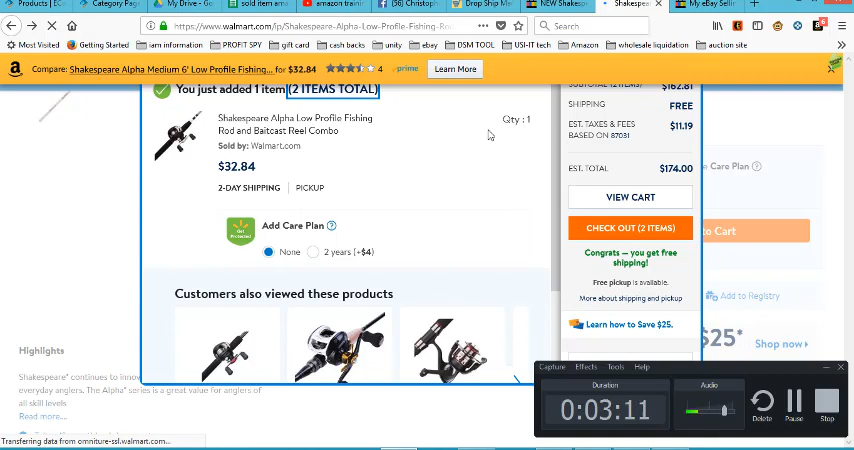 Products | E
Category Page
My Drive - Go
sold item am
amazon trainin
(6) Christoph
Drop Ship Me
NEW Shakesp
Shakespea
My eBay Sellin
https://www.walmart.com/ip/Shakespeare-Alpha-Low-Profile-Fishing-Ro
Search
Most Visited
Getting Started
iam information
PROFIT SPY
gift card
cash backs
unity
ebay
DSM TOOL
USI-IT tech
Amazon
wholesale liquidation
auction site
Compare: Shakespeare Alpha Medium 6' Low Profile Fishing... for $32.84
4
prime
Learn More
You just added 1 item (2 ITEMS TOTAL)
Shakespeare Alpha Low Profile Fishing
Rod and Baitcast Reel Combo
Sold by: Walmart.com
$32.84
2-DAY SHIPPING | PICKUP
Qty : 1
Get
Protected
Add Care Plan
None
2 years (+$4)
Customers also viewed these products
SUBTOTAL (2 ITEMS) $162.81
SHIPPING FREE
EST. TAXES & FEES $11.19
BASED ON 87031
EST. TOTAL $174.00
VIEW CART
CHECK OUT (2 ITEMS)
Congrats — you get free
shipping!
Free pickup is available.
More about shipping and pickup
Learn how to Save $25.
e Care Plan
to Cart
Add to Registry
$25*
Shop now
Highlights
Shakespeare* continues to innov
everyday anglers. The Alpha* series is a great value for anglers of
all skill levels
Read more...
Transferring data from omniture-ssl.walmart.com...
Capture Effects Tools Help
Duration
0:03:11
Audio
Delete
Pause
Stop